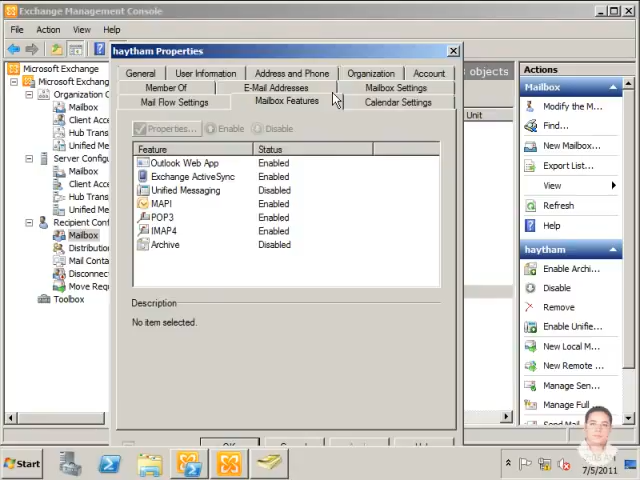 Exchange Management Console
File Action View Help
haytham Properties
General User Information Address and Phone Organization Account
Member Of E-Mail Addresses Mailbox Settings
Mail Flow Settings Mailbox Features Calendar Settings
Properties... Enable Disable
Feature Status
Outlook Web App Enabled
Exchange ActiveSync Enabled
Unified Messaging Disabled
MAPI Enabled
POP3 Enabled
IMAP4 Enabled
Archive Disabled
Description
No item selected.
Microsoft Exchange
Microsoft Exchang
Organization C
Mailbox
Client Acce
Hub Trans
Unified Me
Server Config
Mailbox
Client Acce
Hub Trans
Unified Me
Recipient Conf
Mailbox
Distributio
Mail Conta
Disconnec
Move Requ
Toolbox
objects
Unit
Actions
Mailbox
Modify the M...
Find...
New Mailbox...
Export List...
View
Refresh
Help
haytham
Enable Archi...
Disable
Remove
Enable Unifie...
New Local M...
New Remote ...
Manage Sen...
Manage Full ...
Start
7/5/2011